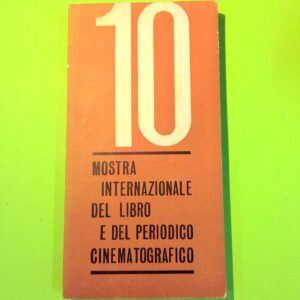 10
MOSTRA
INTERNAZIONALE
DEL LIBRO
E DEL PERIODICO
CINEMATOGRAFICO